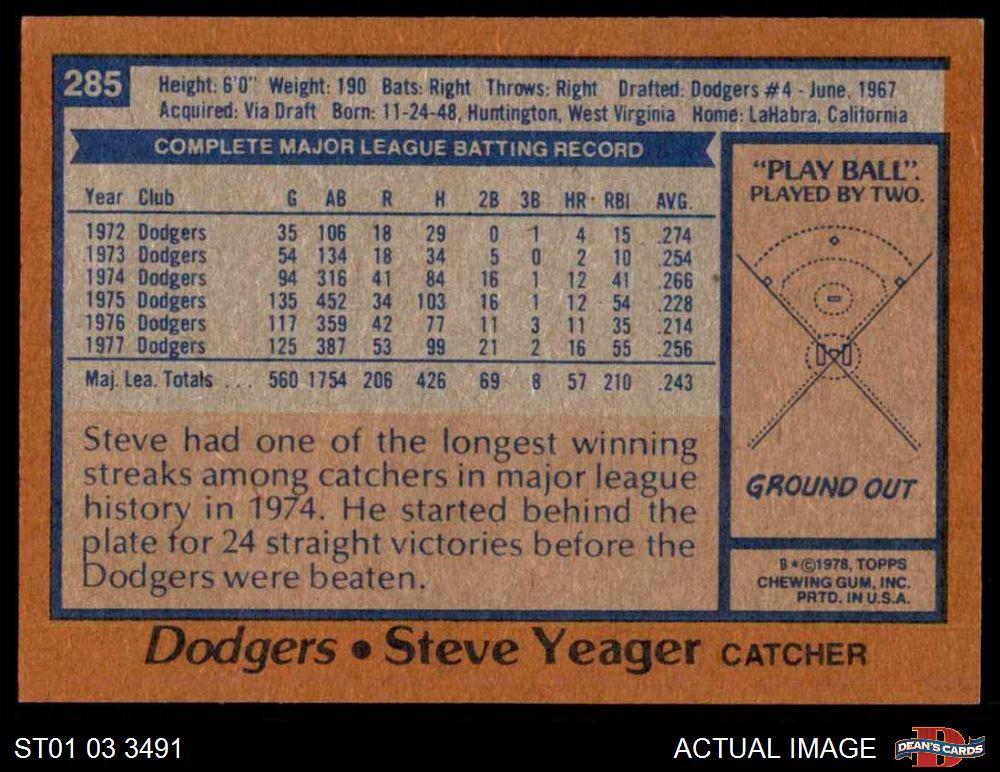 285
Height: 6'0" Weight: 190 Bats: Right Throws: Right Drafted: Dodgers #4 - June, 1967
Acquired: Via Draft Born: 11-24-48, Huntington, West Virginia Home: LaHabra, California
COMPLETE MAJOR LEAGUE BATTING RECORD
Year Club G AB R H 2B 3B HR RBI AVG.
1972 Dodgers 35 106 18 29 0 1 4 15 .274
1973 Dodgers 54 134 18 34 5 0 2 10 .254
1974 Dodgers 94 316 41 84 16 1 12 41 .266
1975 Dodgers 135 452 34 103 16 1 12 54 .228
1976 Dodgers 117 359 42 77 11 3 11 35 .214
1977 Dodgers 125 387 53 99 21 2 16 55 .256
Maj. Lea. Totals ... 560 1754 206 426 69 8 57 210 .243
Steve had one of the longest winning
streaks among catchers in major league
history in 1974. He started behind the
plate for 24 straight victories before the
Dodgers were beaten.
"PLAY BALL".
PLAYED BY TWO.
GROUND OUT
B*©1978, TOPPS
CHEWING GUM, INC.
PRTD. IN U.S.A.
Dodgers • Steve Yeager CATCHER
ST01 03 3491
ACTUAL IMAGE
D
DEAN'S CARDS